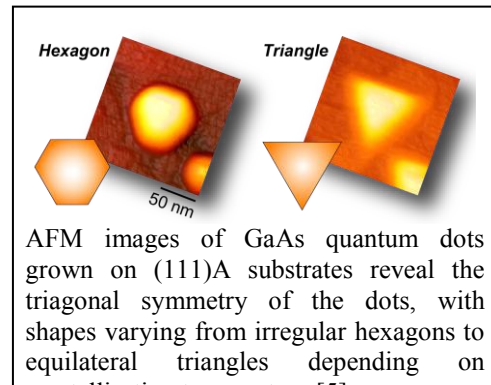 Hexagon
Triangle
50 nm
AFM images of GaAs quantum dots
grown on (111)A substrates reveal the
triagonal symmetry of the dots, with
shapes varying from irregular hexagons to
equilateral triangles depending on